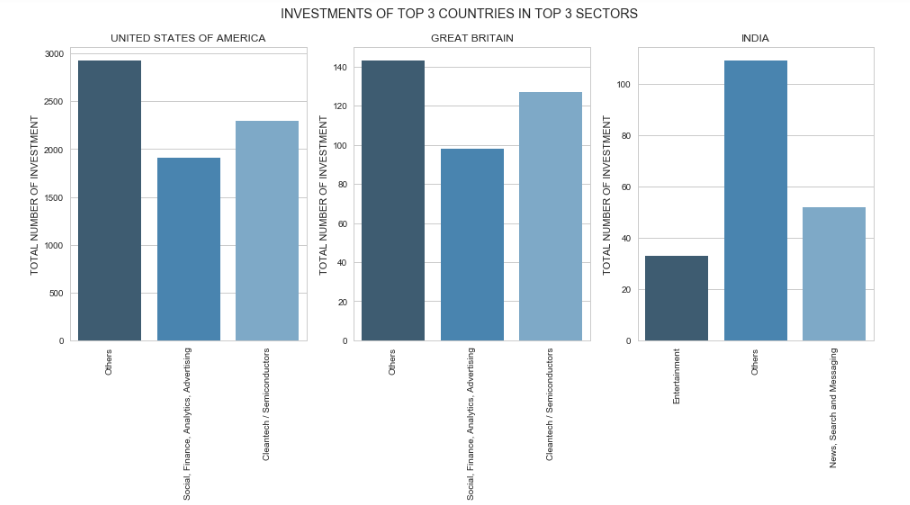 INVESTMENTS OF TOP 3 COUNTRIES IN TOP 3 SECTORS
UNITED STATES OF AMERICA
TOTAL NUMBER OF INVESTMENT
3000
2500
2000
1500
1000
500
0
Others
Social, Finance, Analytics, Advertising
Cleantech / Semiconductors
GREAT BRITAIN
TOTAL NUMBER OF INVESTMENT
140
120
100
80
60
40
20
0
Others
Social, Finance, Analytics, Advertising
Cleantech / Semiconductors
INDIA
TOTAL NUMBER OF INVESTMENT
100
80
60
40
20
0
Entertainment
Others
News, Search and Messaging